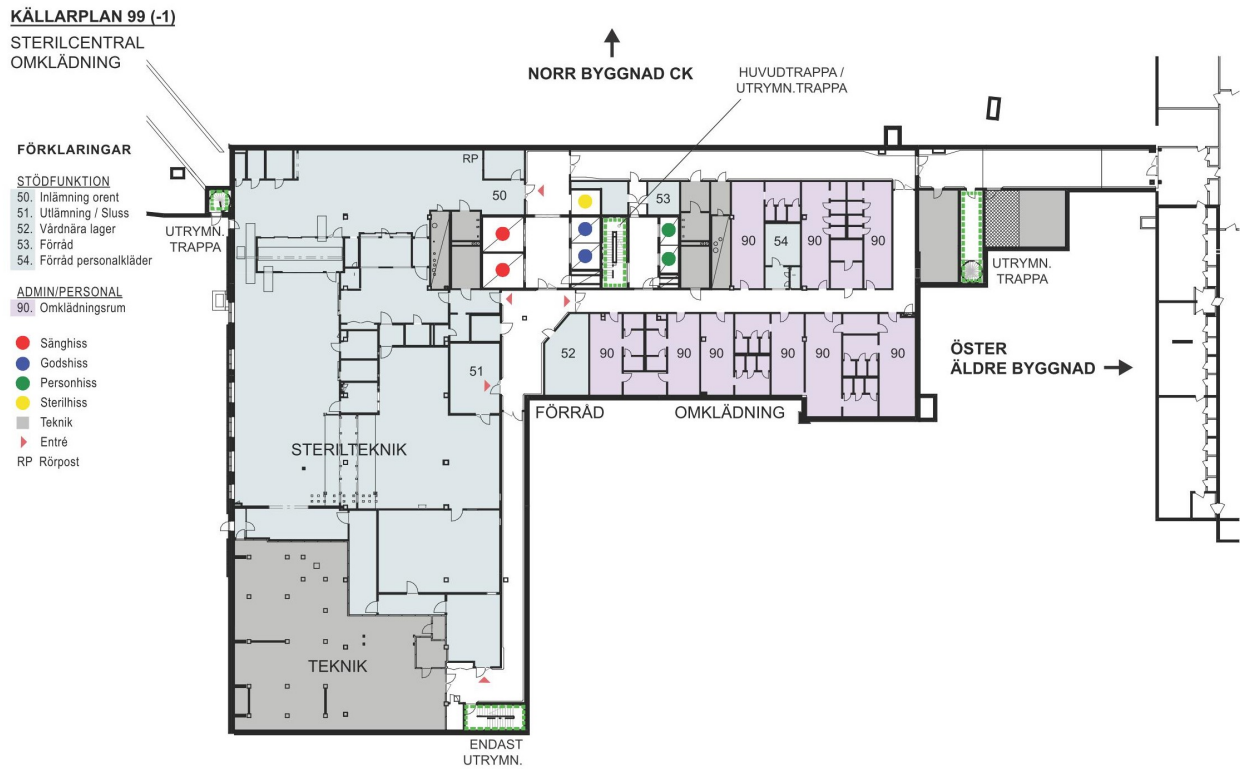 KÄLLARPLAN 99 (-1)
STERILCENTRAL
OMKLÄDNING
NORR BYGGNAD CK
HUVUDTRAPPA /
UTRYMN.TRAPPA
FÖRKLARINGAR
STÖDFUNKTION
50. Inlämning orent
51. Utlämning / Sluss
52. Vårdnära lager
53. Förråd
54. Förråd personalkläder
ADMIN/PERSONAL
90. Omklädningsrum
Sänghiss
Godshiss
Personhiss
Sterilhiss
Teknik
Entré
RP Rörpost
UTRYMN.
TRAPPA
RP
50
53
90
54
90
90
UTRYMN.
TRAPPA
51
52
90
90
90
90
90
90
ÖSTER
ÄLDRE BYGGNAD
FÖRRÅD
OMKLÄDNING
STERILTEKNIK
TEKNIK
ENDAST
UTRYMN.